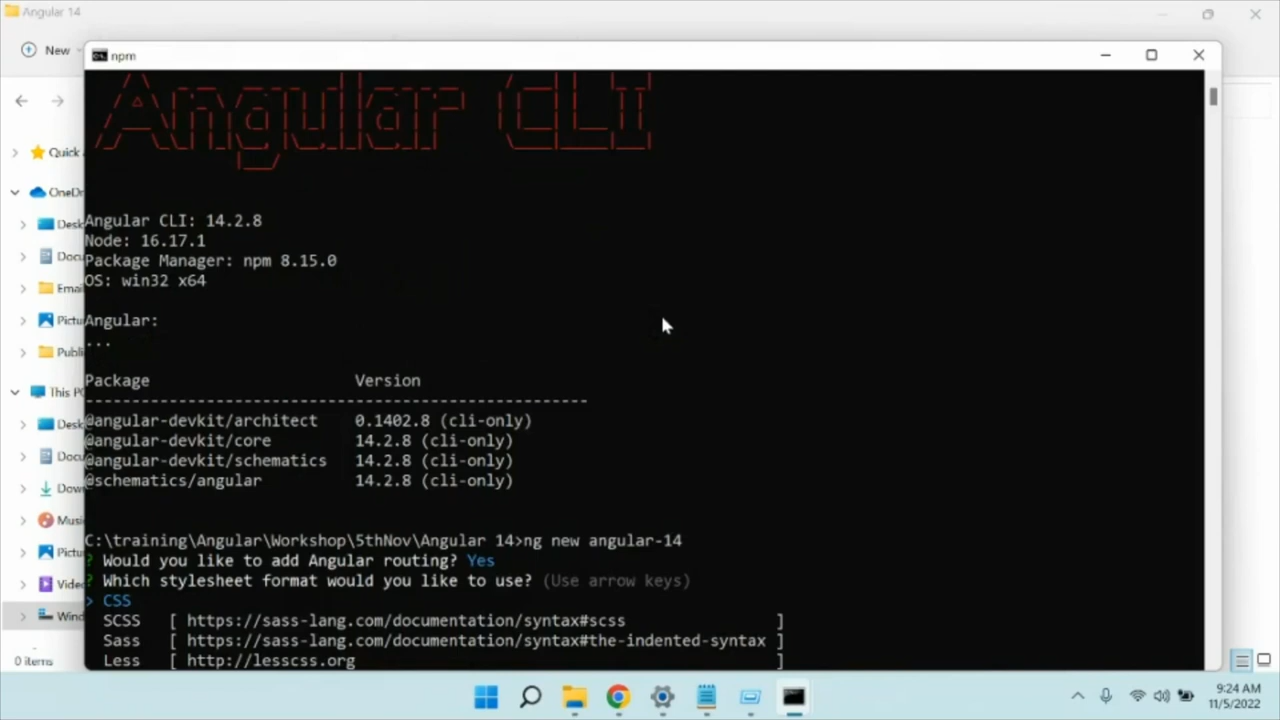 Angular 14
New
npm
Angular CLI
Quick
Angular CLI: 14.2.8
Node: 16.17.1
Package Manager: npm 8.15.0
OS: win32 x64
Angular:
...
Package Version
----------------------------------------------------------------
@angular-devkit/architect 0.1402.8 (cli-only)
@angular-devkit/core 14.2.8 (cli-only)
@angular-devkit/schematics 14.2.8 (cli-only)
@schematics/angular 14.2.8 (cli-only)
C:\training\Angular\Workshop\5thNov\Angular 14>ng new angular-14
? Would you like to add Angular routing? Yes
? Which stylesheet format would you like to use? (Use arrow keys)
> CSS
SCSS [ https://sass-lang.com/documentation/syntax#scss ]
Sass [ https://sass-lang.com/documentation/syntax#the-indented-syntax ]
Less [ http://lesscss.org ]
OneDr
Desk
Docu
Email
Pictu
Publi
This P
Desk
Docu
Dow
Musi
Pictu
Vide
Wind
0 items
9:24 AM
11/5/2022